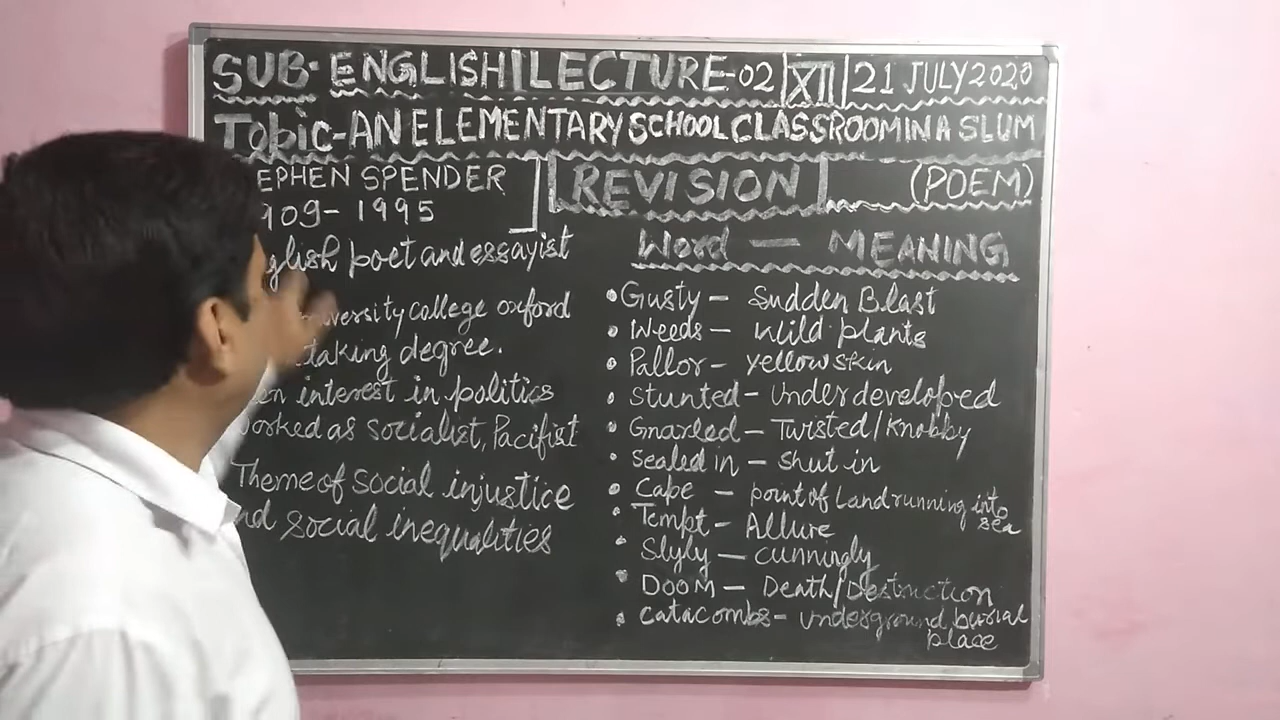 SUB. ENGLISH | LECTURE-02 | XII | 21 JULY 2020
Topic-AN ELEMENTARY SCHOOL CLASSROOM IN A SLUM
EPHEN SPENDER
909-1995
REVISION
(POEM)
glish poet and essayist
versity college oxford
taking degree.
en interest in politics
orked as socialist, Pacifist
Theme of social injustice
nd social inequalities
Word — MEANING
• Gusty — Sudden Blast
• Weeds — wild plants
• Pallor — yellow skin
• Stunted — Under developed
• Gnarled — Twisted/Knobby
• Sealed in — shut in
• Cape — point of Land running into
sea
• Tempt — Allure
• Slyly — cunningly
• DOOM — Death/Destruction
• Catacombs — underground burial
place